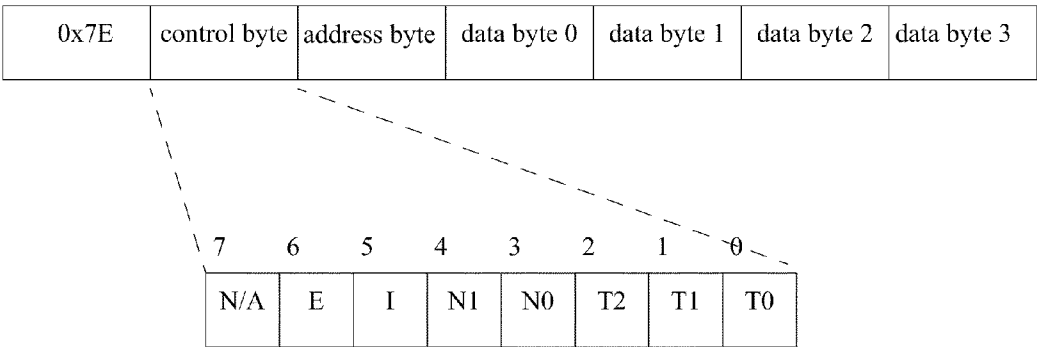 0x7E control byte address byte data byte 0 data byte 1 data byte 2 data byte 3
7 6 5 4 3 2 1 0
N/A E I N1 N0 T2 T1 T0